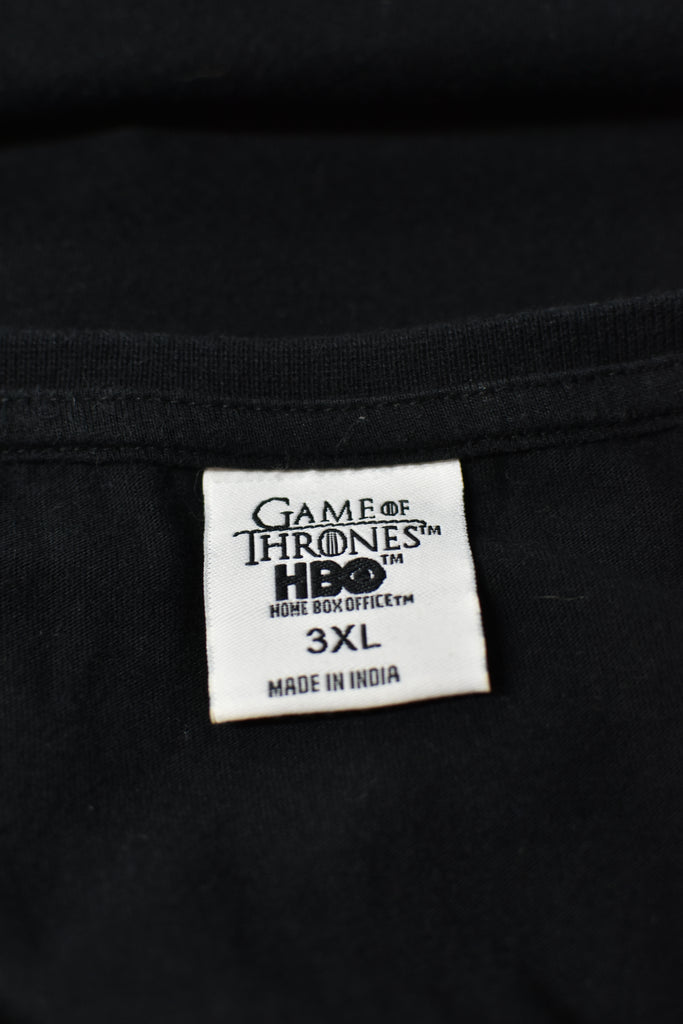 GAME OF
THRONES™
HBO™
HOME BOX OFFICE™
3XL
MADE IN INDIA